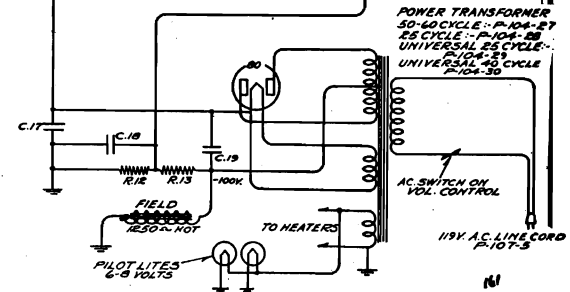 POWER TRANSFORMER
50-60 CYCLE:-P-104-27
25 CYCLE:-P-104-28
UNIVERSAL 25 CYCLE:-
P-104-29
UNIVERSAL 40 CYCLE
P-104-30
80
C.17
C.18
C.19
R.12
R.13
-100V.
A.C. SWITCH ON
VOL. CONTROL
FIELD
1250~HOT
TO HEATERS
119V. A.C. LINE CORD
P-107-5
PILOT LITES
6-8 VOLTS
161